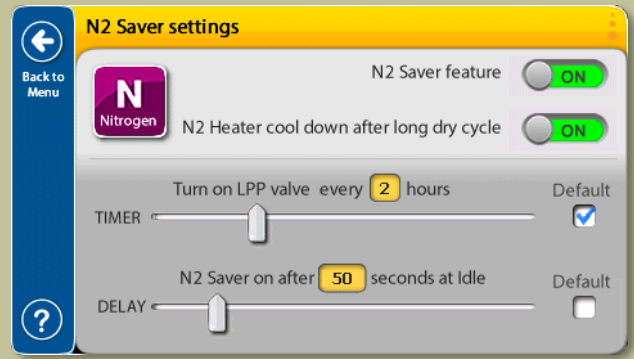 N2 Saver settings
Back to
Menu
N
Nitrogen
N2 Saver feature
ON
N2 Heater cool down after long dry cycle
ON
Turn on LPP valve every 2 hours
Default
TIMER
N2 Saver on after 50 seconds at Idle
Default
DELAY
?